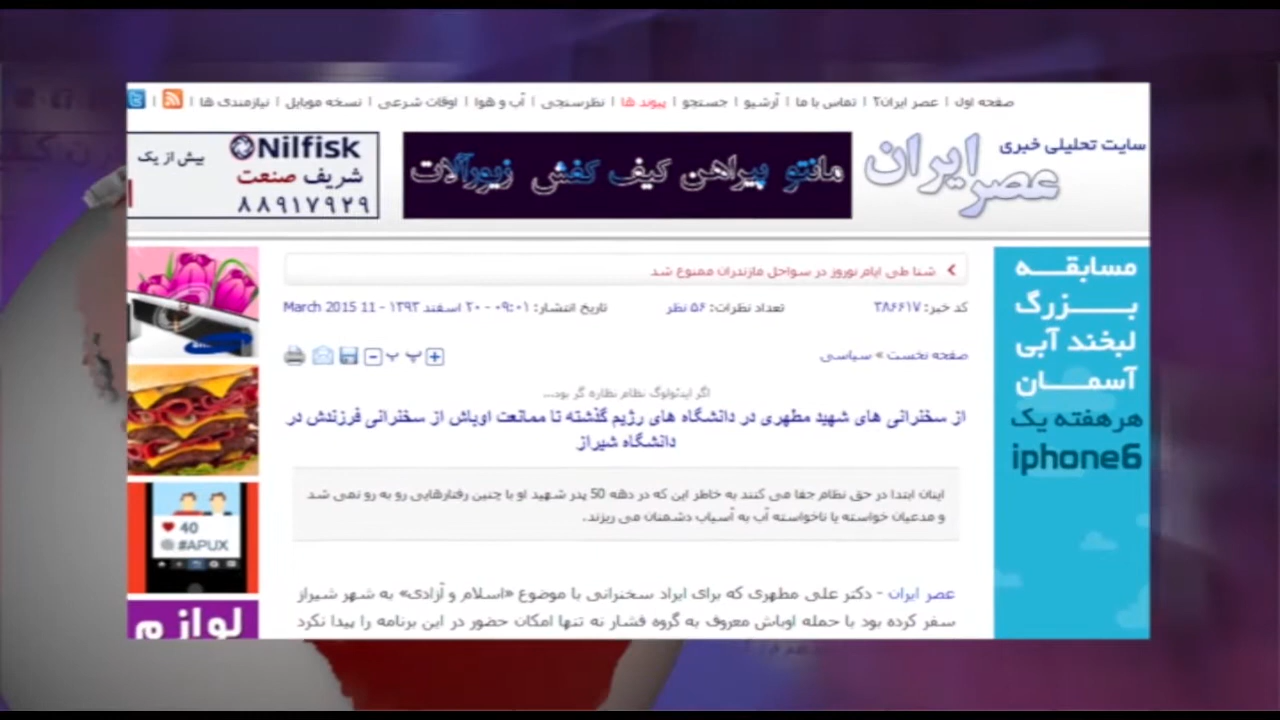 صفحه اول | عصر ایران۲ | تماس با ما | آرشیو | جستجو | پیوند ها | نظرسنجی | آب و هوا | اوقات شرعی | نسخه موبایل | نیازمندی ها |
سایت تحلیلی خبری
عصر ایران
مانتو پیراهن کیف کفش زیورآلات
Nilfisk
بیش از یک
شریف صنعت
۸۸۹۱۷۹۲۹
شنا طی ایام نوروز در سواحل مازندران ممنوع شد
کد خبر: ۳۸۶۶۱۷
تعداد نظرات: ۵۶ نظر
تاریخ انتشار: ۰۹:۰۱ - ۲۰ اسفند ۱۳۹۳ - 11 March 2015
صفحه نخست » سیاسی
اگر ایدئولوگ نظام نظاره گر بود...
از سخنرانی های شهید مطهری در دانشگاه های رژیم گذشته تا ممانعت اوباش از سخنرانی فرزندش در
دانشگاه شیراز
اینان ابتدا در حق نظام جفا می کنند به خاطر این که در دهه 50 پدر شهید او با چنین رفتارهایی رو به رو نمی شد
و مدعیان خواسته یا ناخواسته آب به آسیاب دشمنان می ریزند.
عصر ایران - دکتر علی مطهری که برای ایراد سخنرانی با موضوع «اسلام و آزادی» به شهر شیراز
سفر کرده بود با حمله اوباش معروف به گروه فشار نه تنها امکان حضور در این برنامه را پیدا نکرد
مسابقه
بزرگ
لبخند آبی
آسمان
هر هفته یک
iphone6
40
#APUX
لوازم